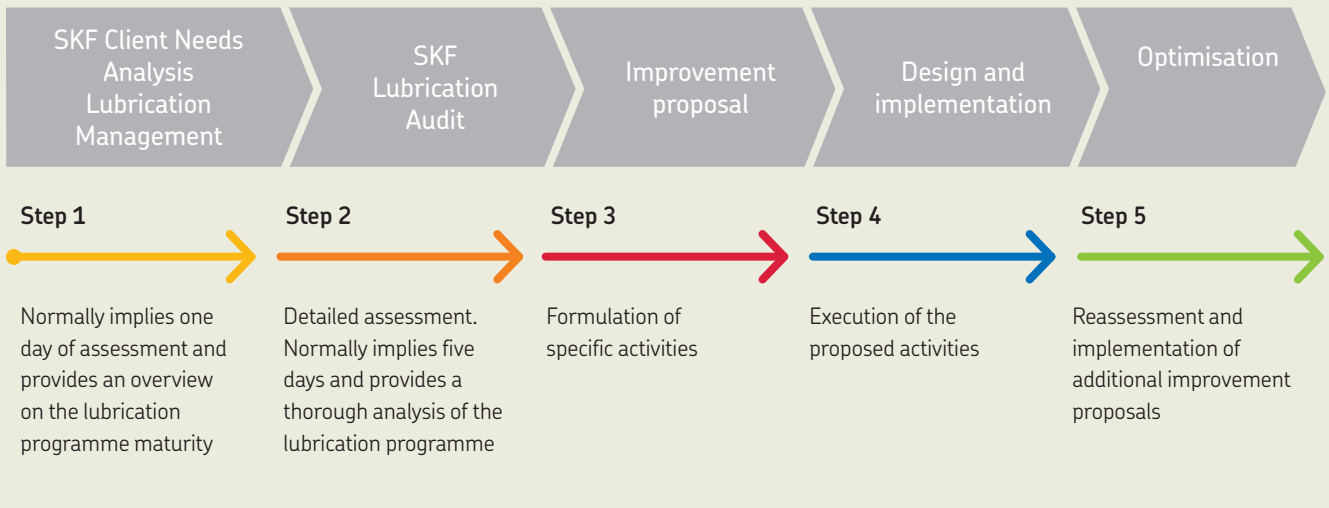 SKF Client Needs
Analysis
Lubrication
Management
SKF
Lubrication
Audit
Improvement
proposal
Design and
implementation
Optimisation
Step 1
Step 2
Step 3
Step 4
Step 5
Normally implies one
day of assessment and
provides an overview
on the lubrication
programme maturity
Detailed assessment.
Normally implies five
days and provides a
thorough analysis of the
lubrication programme
Formulation of
specific activities
Execution of the
proposed activities
Reassessment and
implementation of
additional improvement
proposals